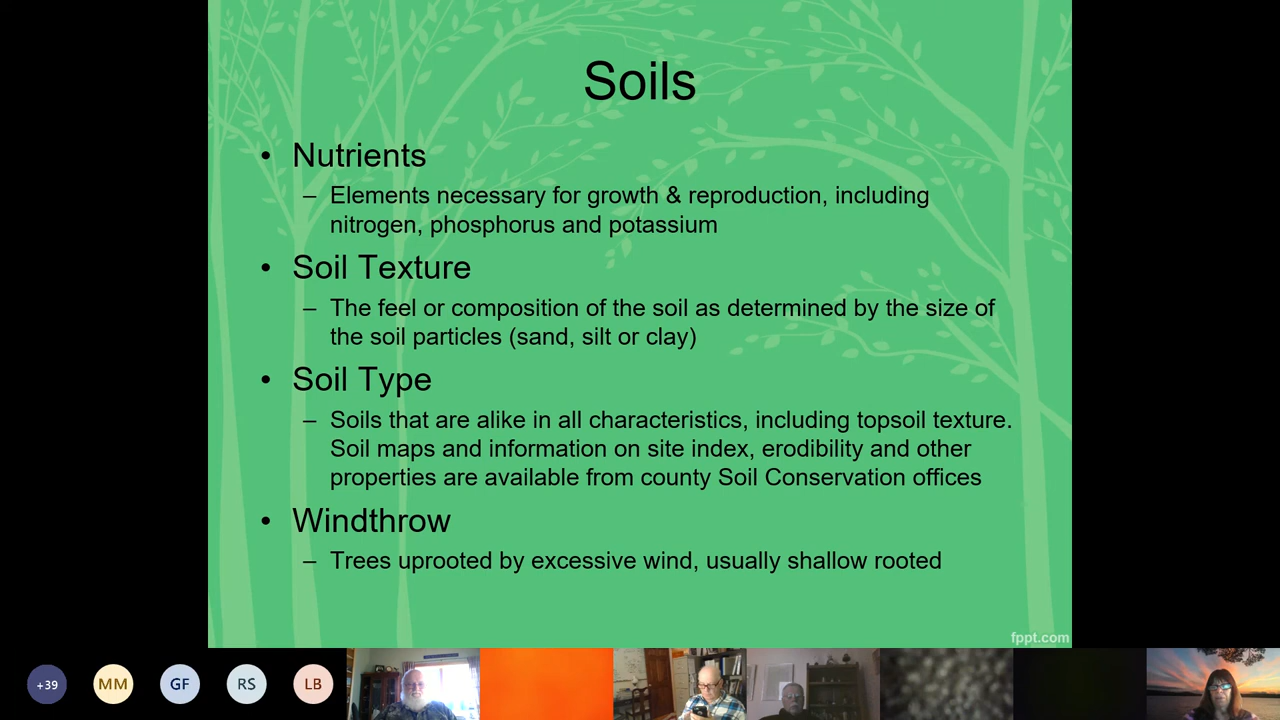 Soils
• Nutrients
– Elements necessary for growth & reproduction, including
nitrogen, phosphorus and potassium
• Soil Texture
– The feel or composition of the soil as determined by the size of
the soil particles (sand, silt or clay)
• Soil Type
– Soils that are alike in all characteristics, including topsoil texture.
Soil maps and information on site index, erodibility and other
properties are available from county Soil Conservation offices
• Windthrow
– Trees uprooted by excessive wind, usually shallow rooted
fppt.com
+39 MM GF RS LB